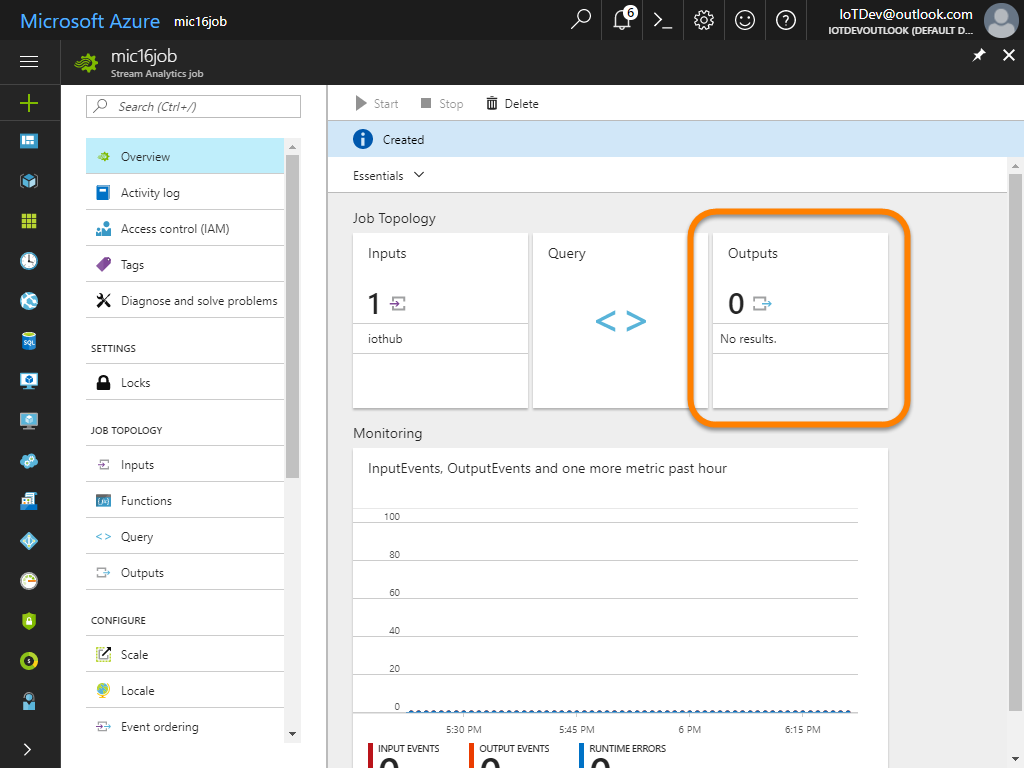 Microsoft Azure mic16job
6
IoTDev@outlook.com
IOTDEVOUTLOOK (DEFAULT D...
mic16job
Stream Analytics job
Search (Ctrl+/)
Overview
Activity log
Access control (IAM)
Tags
Diagnose and solve problems
SETTINGS
Locks
JOB TOPOLOGY
Inputs
Functions
Query
Outputs
CONFIGURE
Scale
Locale
Event ordering
Start Stop Delete
Created
Essentials
Job Topology
Inputs
1
iothub
Query
< >
Outputs
0
No results.
Monitoring
InputEvents, OutputEvents and one more metric past hour
100
80
60
40
20
0
5:30 PM 5:45 PM 6 PM 6:15 PM
INPUT EVENTS OUTPUT EVENTS RUNTIME ERRORS
0 0 0